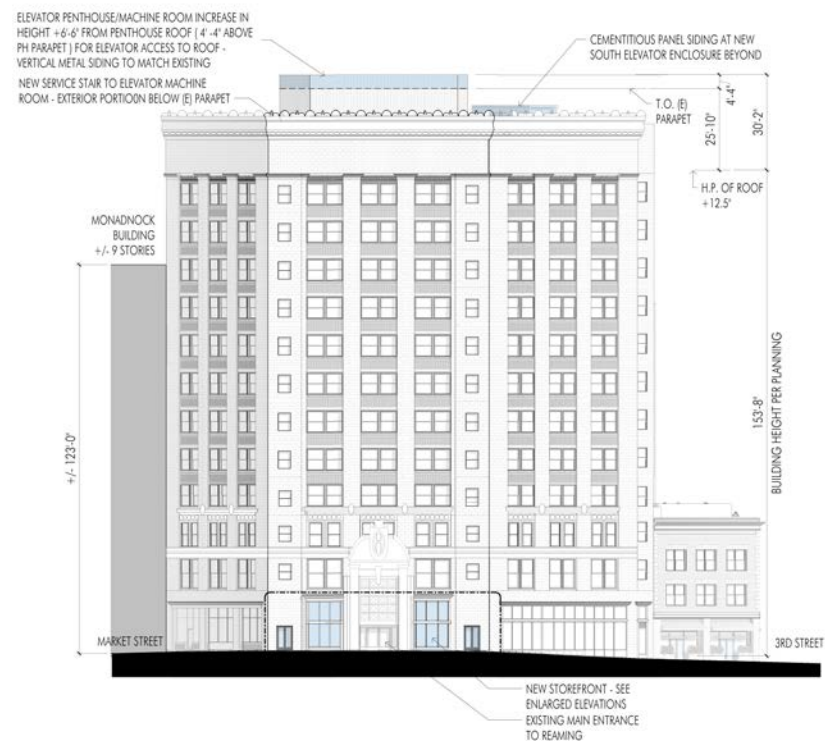 ELEVATOR PENTHOUSE/MACHINE ROOM INCREASE IN
HEIGHT +6'-6" FROM PENTHOUSE ROOF ( 4' -4" ABOVE
PH PARAPET ) FOR ELEVATOR ACCESS TO ROOF -
VERTICAL METAL SIDING TO MATCH EXISTING
NEW SERVICE STAIR TO ELEVATOR MACHINE
ROOM - EXTERIOR PORTIO0N BELOW (E) PARAPET
CEMENTITIOUS PANEL SIDING AT NEW
SOUTH ELEVATOR ENCLOSURE BEYOND
T.O. (E)
PARAPET
4'-4"
25'-10"
30'-2"
H.P. OF ROOF
+12.5"
MONADNOCK
BUILDING
+/- 9 STORIES
+/- 123'-0"
153'-8"
BUILDING HEIGHT PER PLANNING
MARKET STREET
3RD STREET
NEW STOREFRONT - SEE
ENLARGED ELEVATIONS
EXISTING MAIN ENTRANCE
TO REAMING